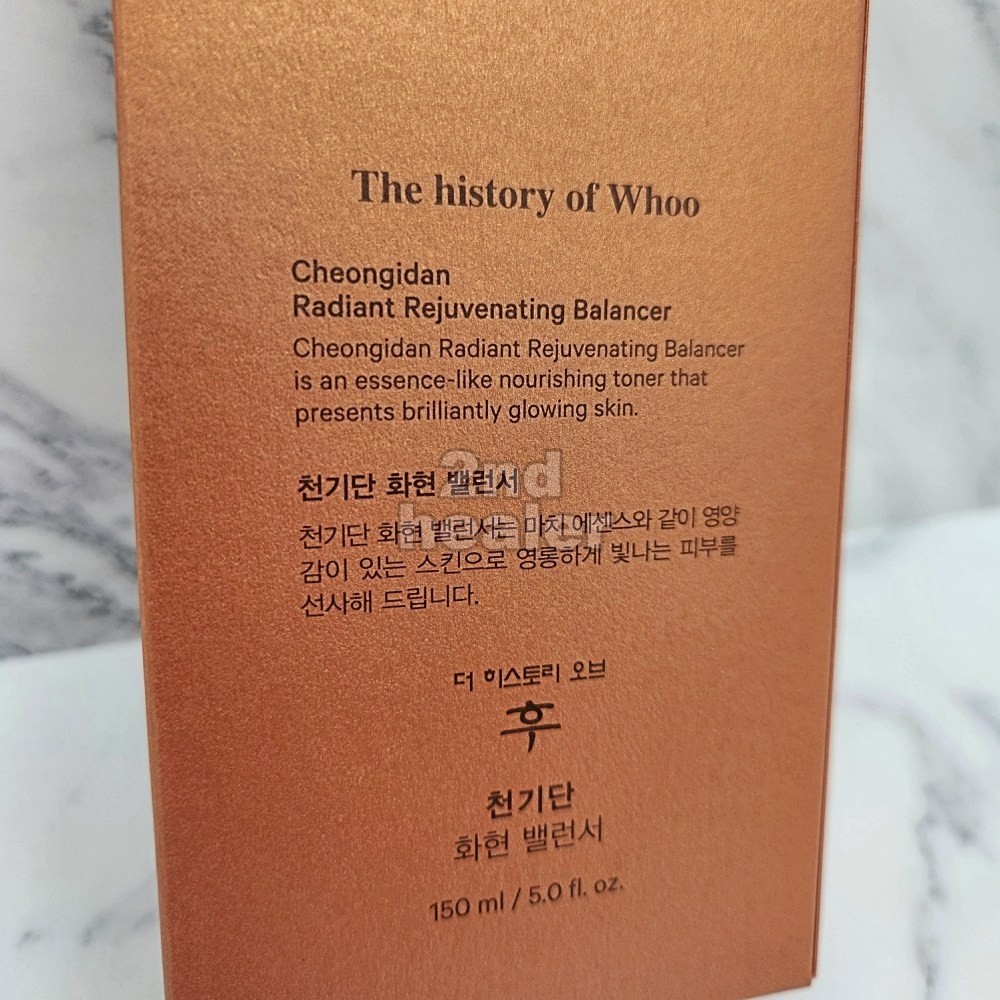 The history of Whoo
Cheongidan
Radiant Rejuvenating Balancer
Cheongidan Radiant Rejuvenating Balancer
is an essence-like nourishing toner that
presents brilliantly glowing skin.
천기단 화현 밸런서
2nd
healer
천기단 화현 밸런서는 마차 에센스와 같이 영양
감이 있는 스킨으로 영롱하게 빛나는 피부를
선사해 드립니다.
더 히스토리 오브
후
천기단
화현 밸런서
150 ml / 5.0 fl. oz.